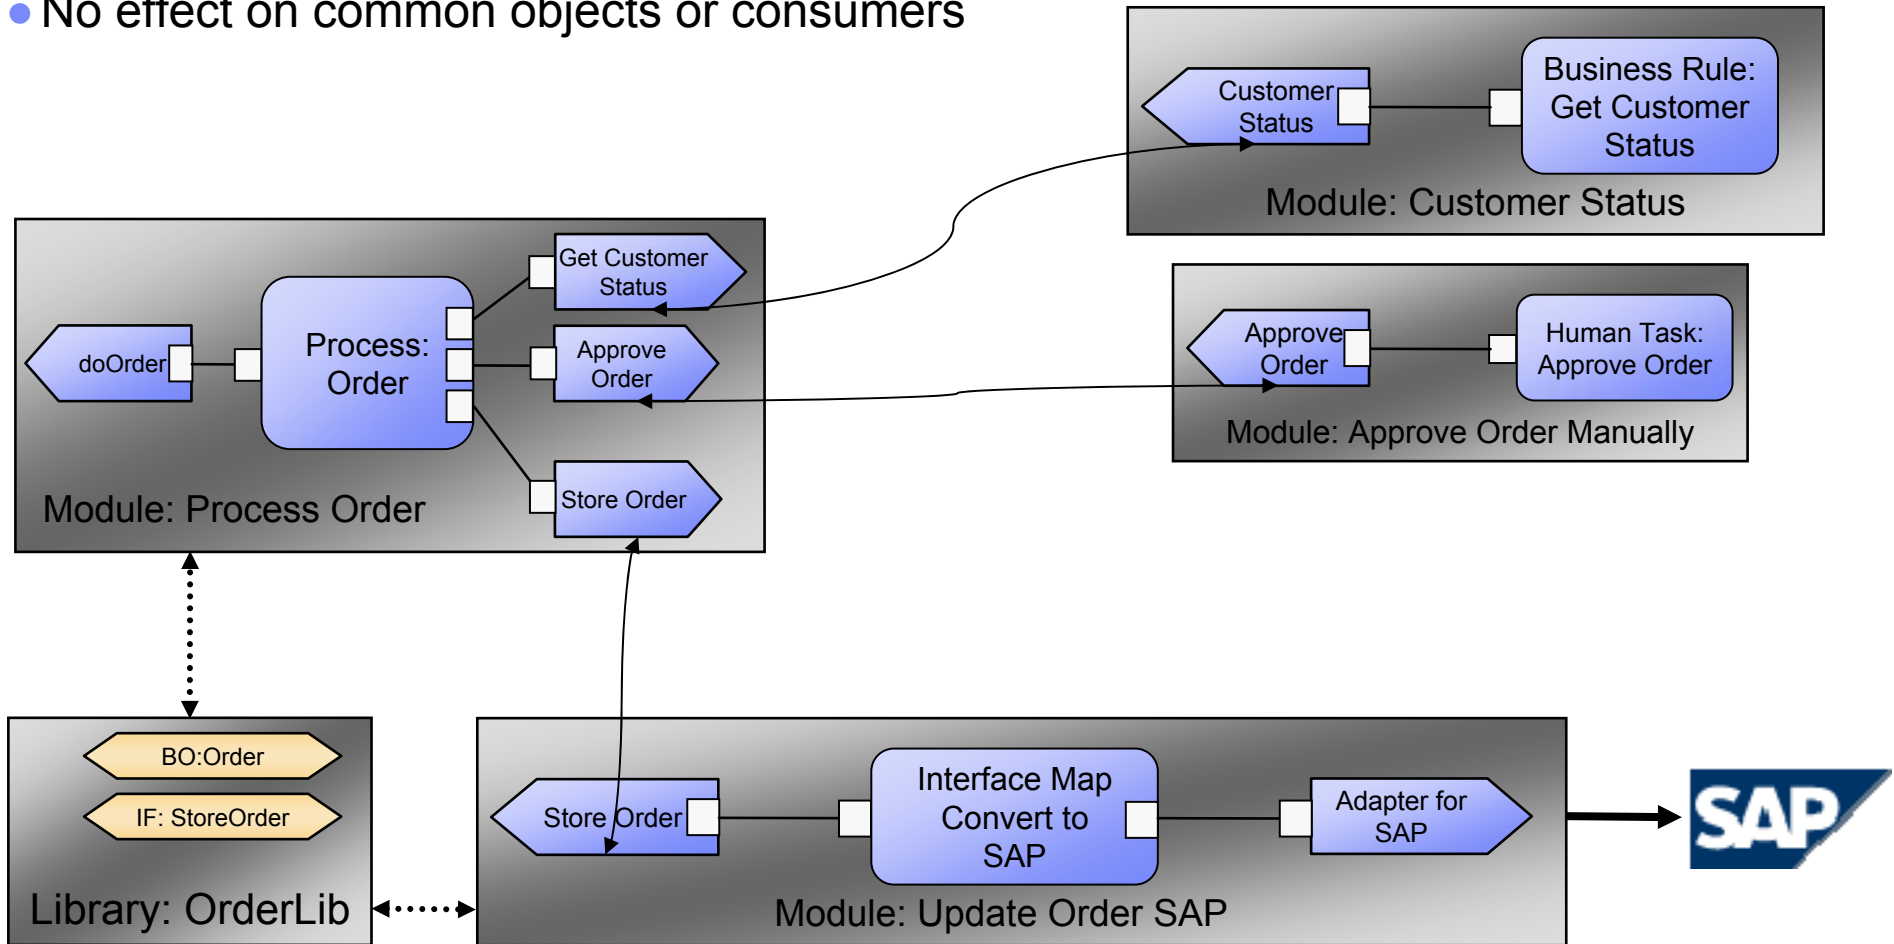 No effect on common objects or consumers
Customer
Status
Business Rule:
Get Customer
Status
Module: Customer Status
Get Customer
Status
doOrder
Process:
Order
Approve
Order
Store Order
Module: Process Order
Approve
Order
Human Task:
Approve Order
Module: Approve Order Manually
BO:Order
IF: StoreOrder
Library: OrderLib
Store Order
Interface Map
Convert to
SAP
Adapter for
SAP
Module: Update Order SAP
SAP